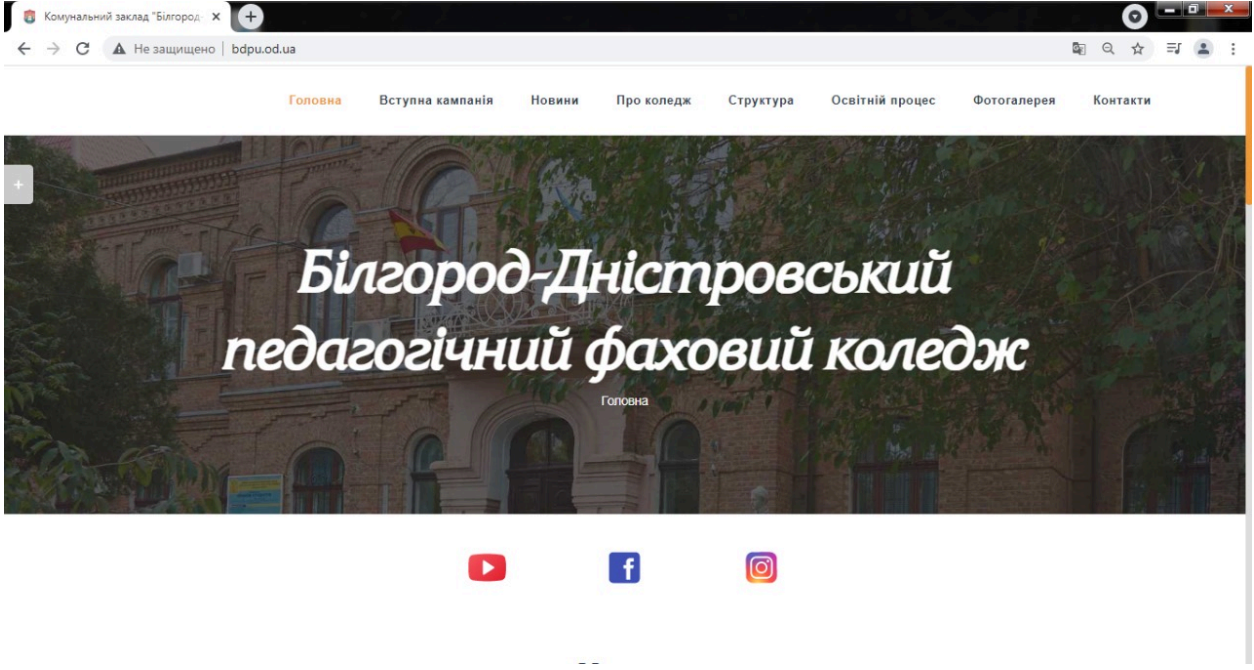 Комунальний заклад "Білгород-
Не защищено | bdpu.od.ua
Головна Вступна кампанія Новини Про коледж Структура Освітній процес Фотогалерея Контакти
+
Білгород-Дністровський
педагогічний фаховий коледж
Головна